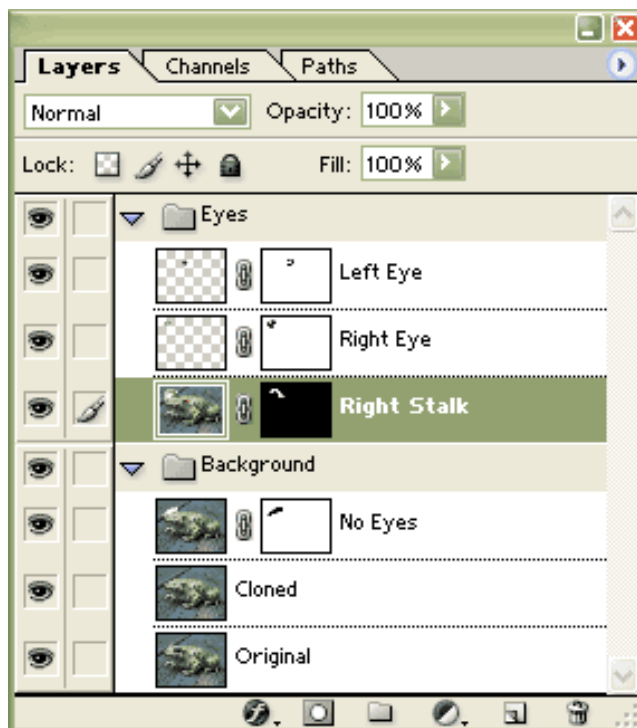 Layers Channels Paths
Normal Opacity: 100%
Lock: Fill: 100%
Eyes
Left Eye
Right Eye
Right Stalk
Background
No Eyes
Cloned
Original